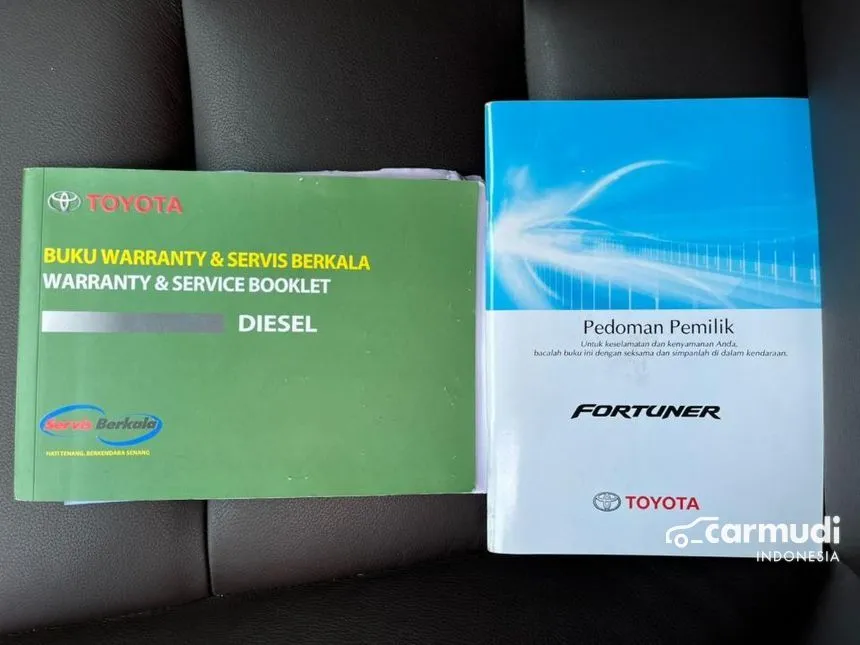 TOYOTA
BUKU WARRANTY & SERVIS BERKALA
WARRANTY & SERVICE BOOKLET
DIESEL
Servis Berkala
HATI TENANG, BERKENDARA SENANG
Pedoman Pemilik
Untuk keselamatan dan kenyamanan Anda,
bacalah buku ini dengan seksama dan simpanlah di dalam kendaraan.
FORTUNER
TOYOTA
carmudi
INDONESIA